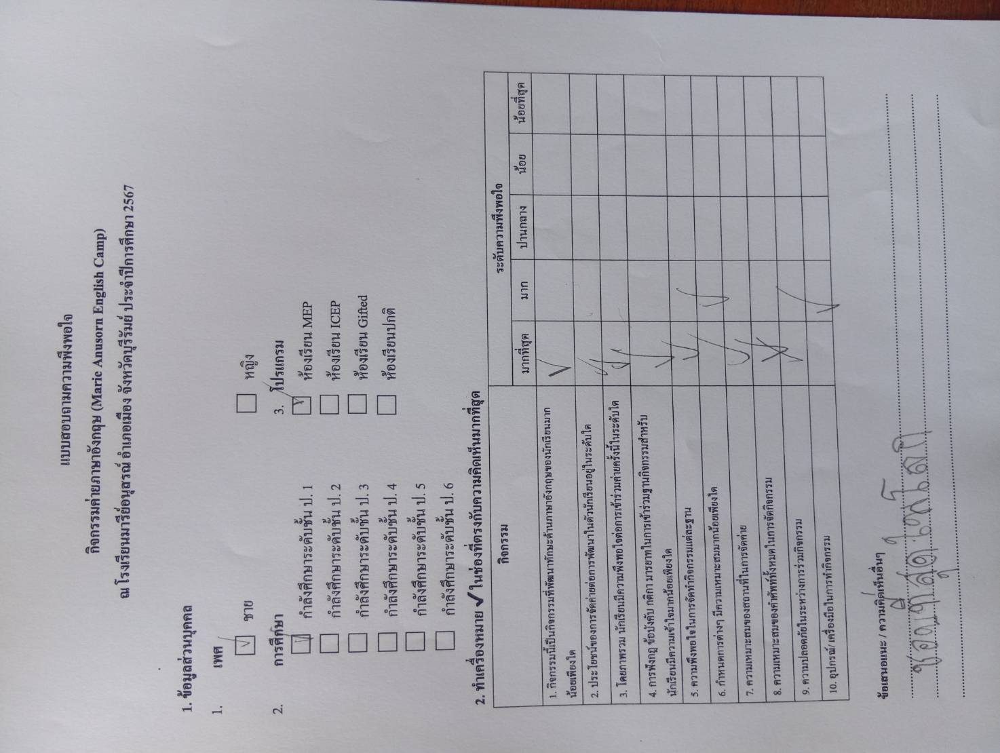 แบบสอบถามความพึงพอใจ
กิจกรรมค่ายภาษาอังกฤษ (Marie Anusorn English Camp)
ณ โรงเรียนมารีย์อนุสรณ์ อำเภอเมือง จังหวัดบุรีรัมย์ ประจำปีการศึกษา 2567
1. ข้อมูลส่วนบุคคล
1. เพศ
ชาย หญิง
2. การศึกษา 3. โปรแกรม
กำลังศึกษาระดับชั้น ป. 1 ห้องเรียน MEP
กำลังศึกษาระดับชั้น ป. 2 ห้องเรียน ICEP
กำลังศึกษาระดับชั้น ป. 3 ห้องเรียน Gifted
กำลังศึกษาระดับชั้น ป. 4 ห้องเรียนปกติ
กำลังศึกษาระดับชั้น ป. 5
กำลังศึกษาระดับชั้น ป. 6
2. ทำเครื่องหมาย ✓ ในช่องที่ตรงกับความคิดเห็นมากที่สุด
กิจกรรม ระดับความพึงพอใจ
มากที่สุด มาก ปานกลาง น้อย น้อยที่สุด
1. กิจกรรมนี้เป็นกิจกรรมที่พัฒนาทักษะด้านภาษาอังกฤษของนักเรียนมาก
น้อยเพียงใด
2. ประโยชน์ของการจัดค่ายต่อการพัฒนาในตัวนักเรียนอยู่ในระดับใด
3. โดยภาพรวม นักเรียนมีความพึงพอใจต่อการเข้าร่วมค่ายครั้งนี้ในระดับใด
4. การฟังกฎ ข้อบังคับ กติกา มารยาทในการเข้าร่วมฐานกิจกรรมสำหรับ
นักเรียนมีความเข้าใจมากน้อยเพียงใด
5. ความพึงพอใจในการจัดทำกิจกรรมแต่ละฐาน
6. กำหนดการต่างๆ มีความเหมาะสมมากน้อยเพียงใด
7. ความเหมาะสมของสถานที่ในการจัดค่าย
8. ความเหมาะสมของคำศัพท์ทั้งหมดในการจัดกิจกรรม
9. ความปลอดภัยในระหว่างการร่วมกิจกรรม
10. อุปกรณ์/ เครื่องมือในการทำกิจกรรม
ข้อเสนอแนะ / ความคิดเห็นอื่นๆ